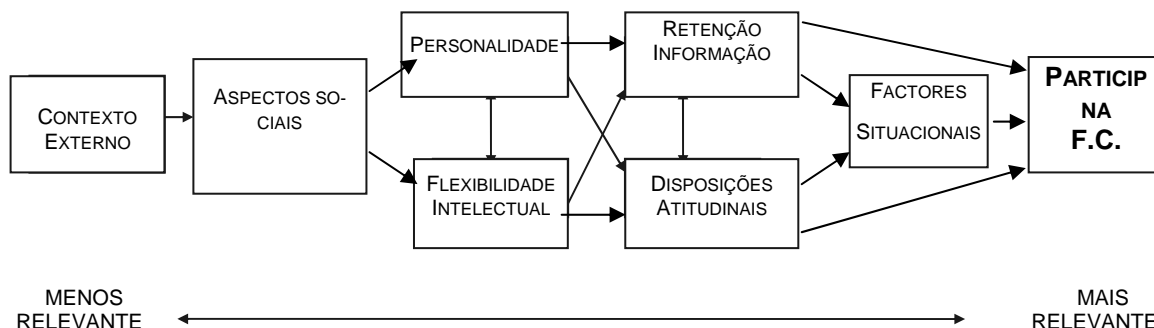 CONTEXTO
EXTERNO
ASPECTOS SO-
CIAIS
PERSONALIDADE
FLEXIBILIDADE
INTELECTUAL
RETENÇÃO
INFORMAÇÃO
DISPOSIÇÕES
ATITUDINAIS
FACTORES
SITUACIONAIS
PARTICIP
NA
F.C.
MENOS
RELEVANTE
MAIS
RELEVANTE